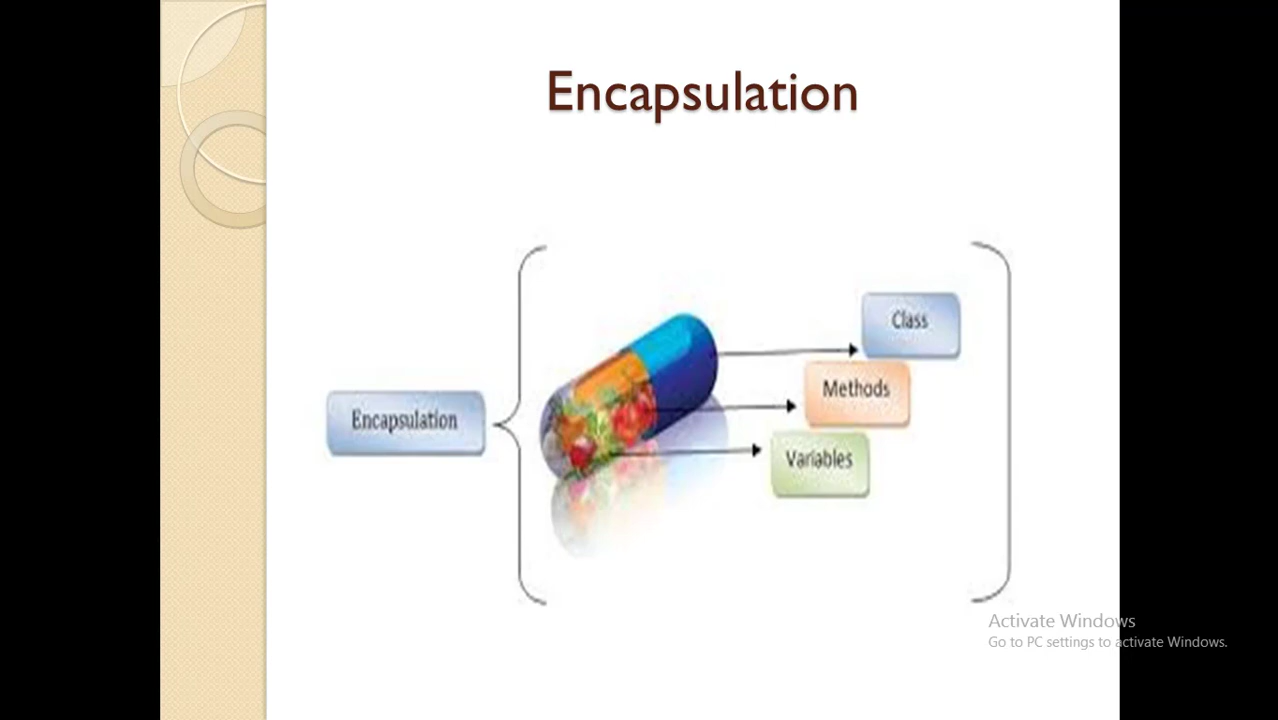 Encapsulation
Class
Methods
Encapsulation
Variables
Activate Windows
Go to PC settings to activate Windows.